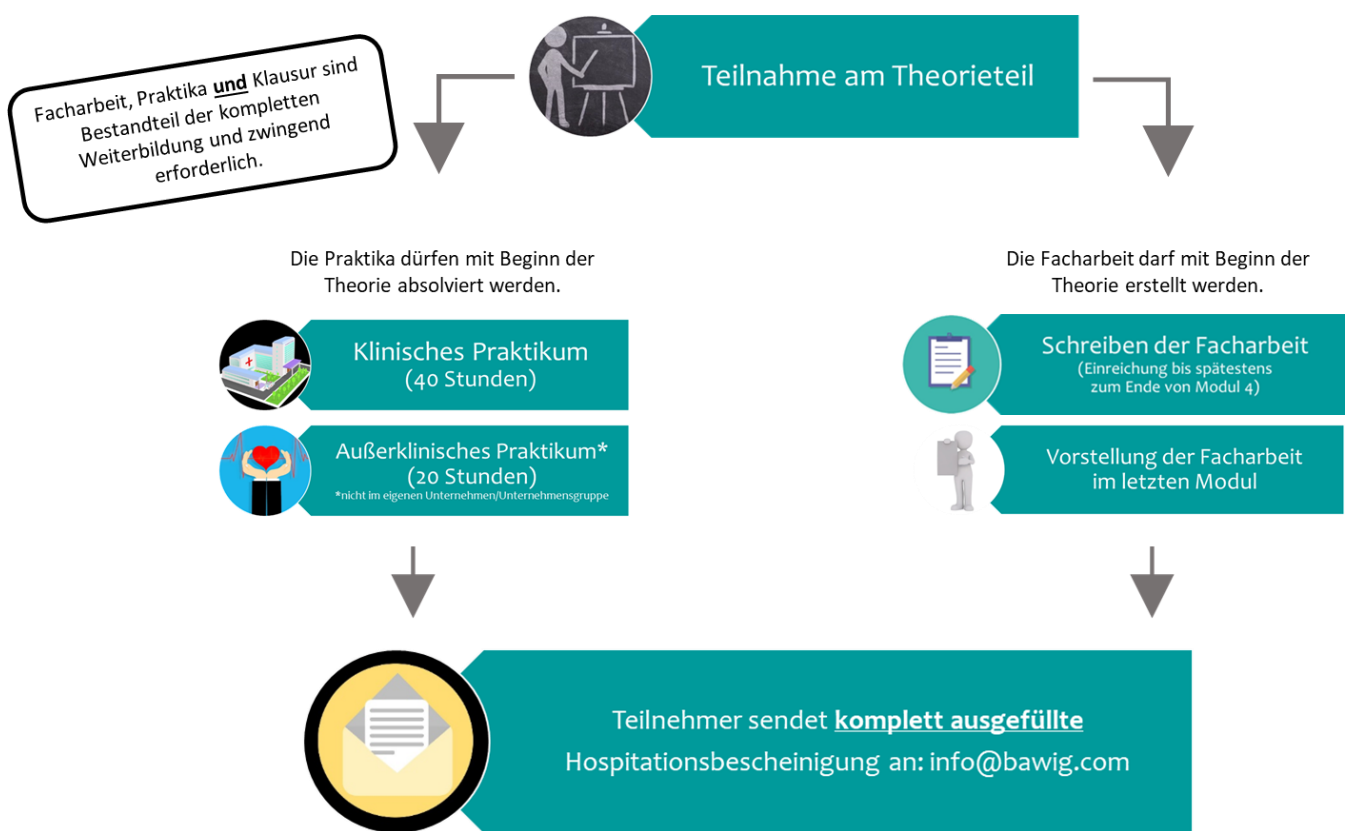 Teilnahme am Theorieteil
Facharbeit, Praktika und Klausur sind
Bestandteil der kompletten
Weiterbildung und zwingend
erforderlich.
Die Praktika dürfen mit Beginn der
Theorie absolviert werden.
Klinisches Praktikum
(40 Stunden)
Außerklinisches Praktikum*
(20 Stunden)
*nicht im eigenen Unternehmen/Unternehmensgruppe
Die Facharbeit darf mit Beginn der
Theorie erstellt werden.
Schreiben der Facharbeit
(Einreichung bis spätestens
zum Ende von Modul 4)
Vorstellung der Facharbeit
im letzten Modul
Teilnehmer sendet komplett ausgefüllte
Hospitationsbescheinigung an: info@bawig.com